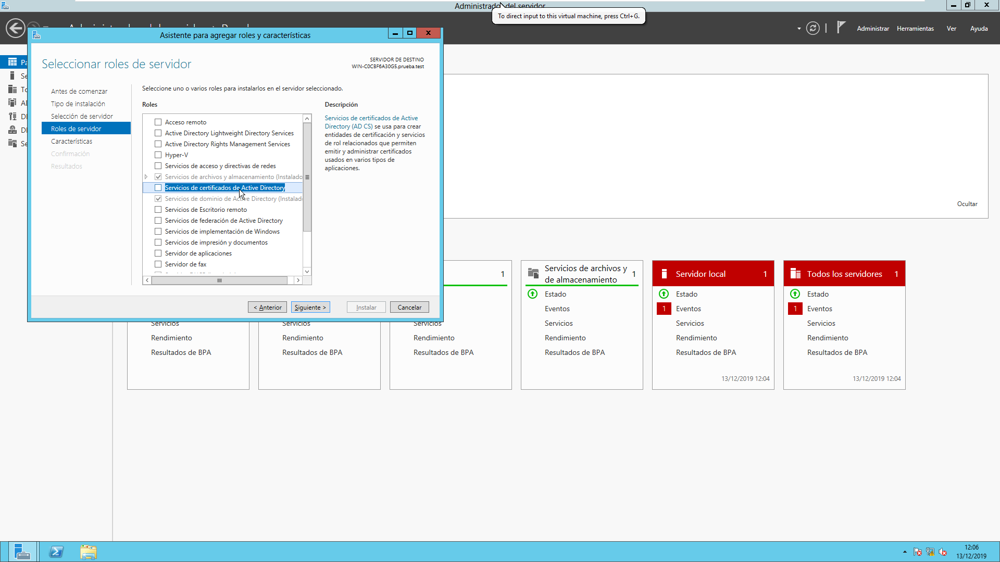 Administrador del servidor
To direct input to this virtual machine, press Ctrl+G.
Administrar Herramientas Ver Ayuda
Asistente para agregar roles y características
Seleccionar roles de servidor
SERVIDOR DE DESTINO
WIN-C0CBF6A30G5.prueba.test
Antes de comenzar
Tipo de instalación
Selección de servidor
Roles de servidor
Características
Confirmación
Resultados
Seleccione uno o varios roles para instalarlos en el servidor seleccionado.
Roles
Acceso remoto
Active Directory Lightweight Directory Services
Active Directory Rights Management Services
Hyper-V
Servicios de acceso y directivas de redes
Servicios de archivos y almacenamiento (Instalado
Servicios de certificados de Active Directory
Servicios de dominio de Active Directory (Instalad
Servicios de Escritorio remoto
Servicios de federación de Active Directory
Servicios de implementación de Windows
Servicios de impresión y documentos
Servidor de aplicaciones
Servidor de fax
Descripción
Servicios de certificados de Active
Directory (AD CS) se usa para crear
entidades de certificación y servicios
de rol relacionados que permiten
emitir y administrar certificados
usados en varios tipos de
aplicaciones.
< Anterior
Siguiente >
Instalar
Cancelar
Ocultar
Servicios
Rendimiento
Resultados de BPA
Servicios
Rendimiento
Resultados de BPA
1
Servicios
Rendimiento
Resultados de BPA
Servicios de archivos y
de almacenamiento
1
Estado
Eventos
Servicios
Rendimiento
Resultados de BPA
Servidor local 1
Estado
1 Eventos
Servicios
Rendimiento
Resultados de BPA
13/12/2019 12:04
Todos los servidores 1
Estado
1 Eventos
Servicios
Rendimiento
Resultados de BPA
13/12/2019 12:04
12:06
13/12/2019